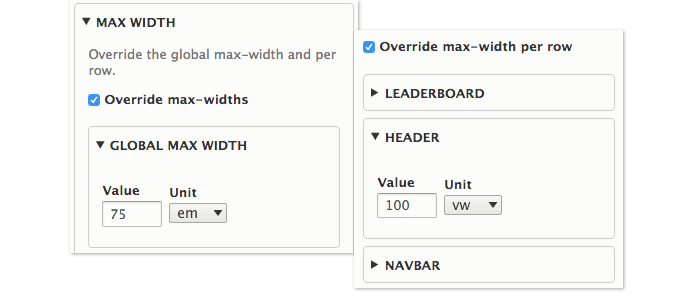 MAX WIDTH
Override the global max-width and per
row.
Override max-widths
GLOBAL MAX WIDTH
Value Unit
75 em
Override max-width per row
LEADERBOARD
HEADER
Value Unit
100 vw
NAVBAR